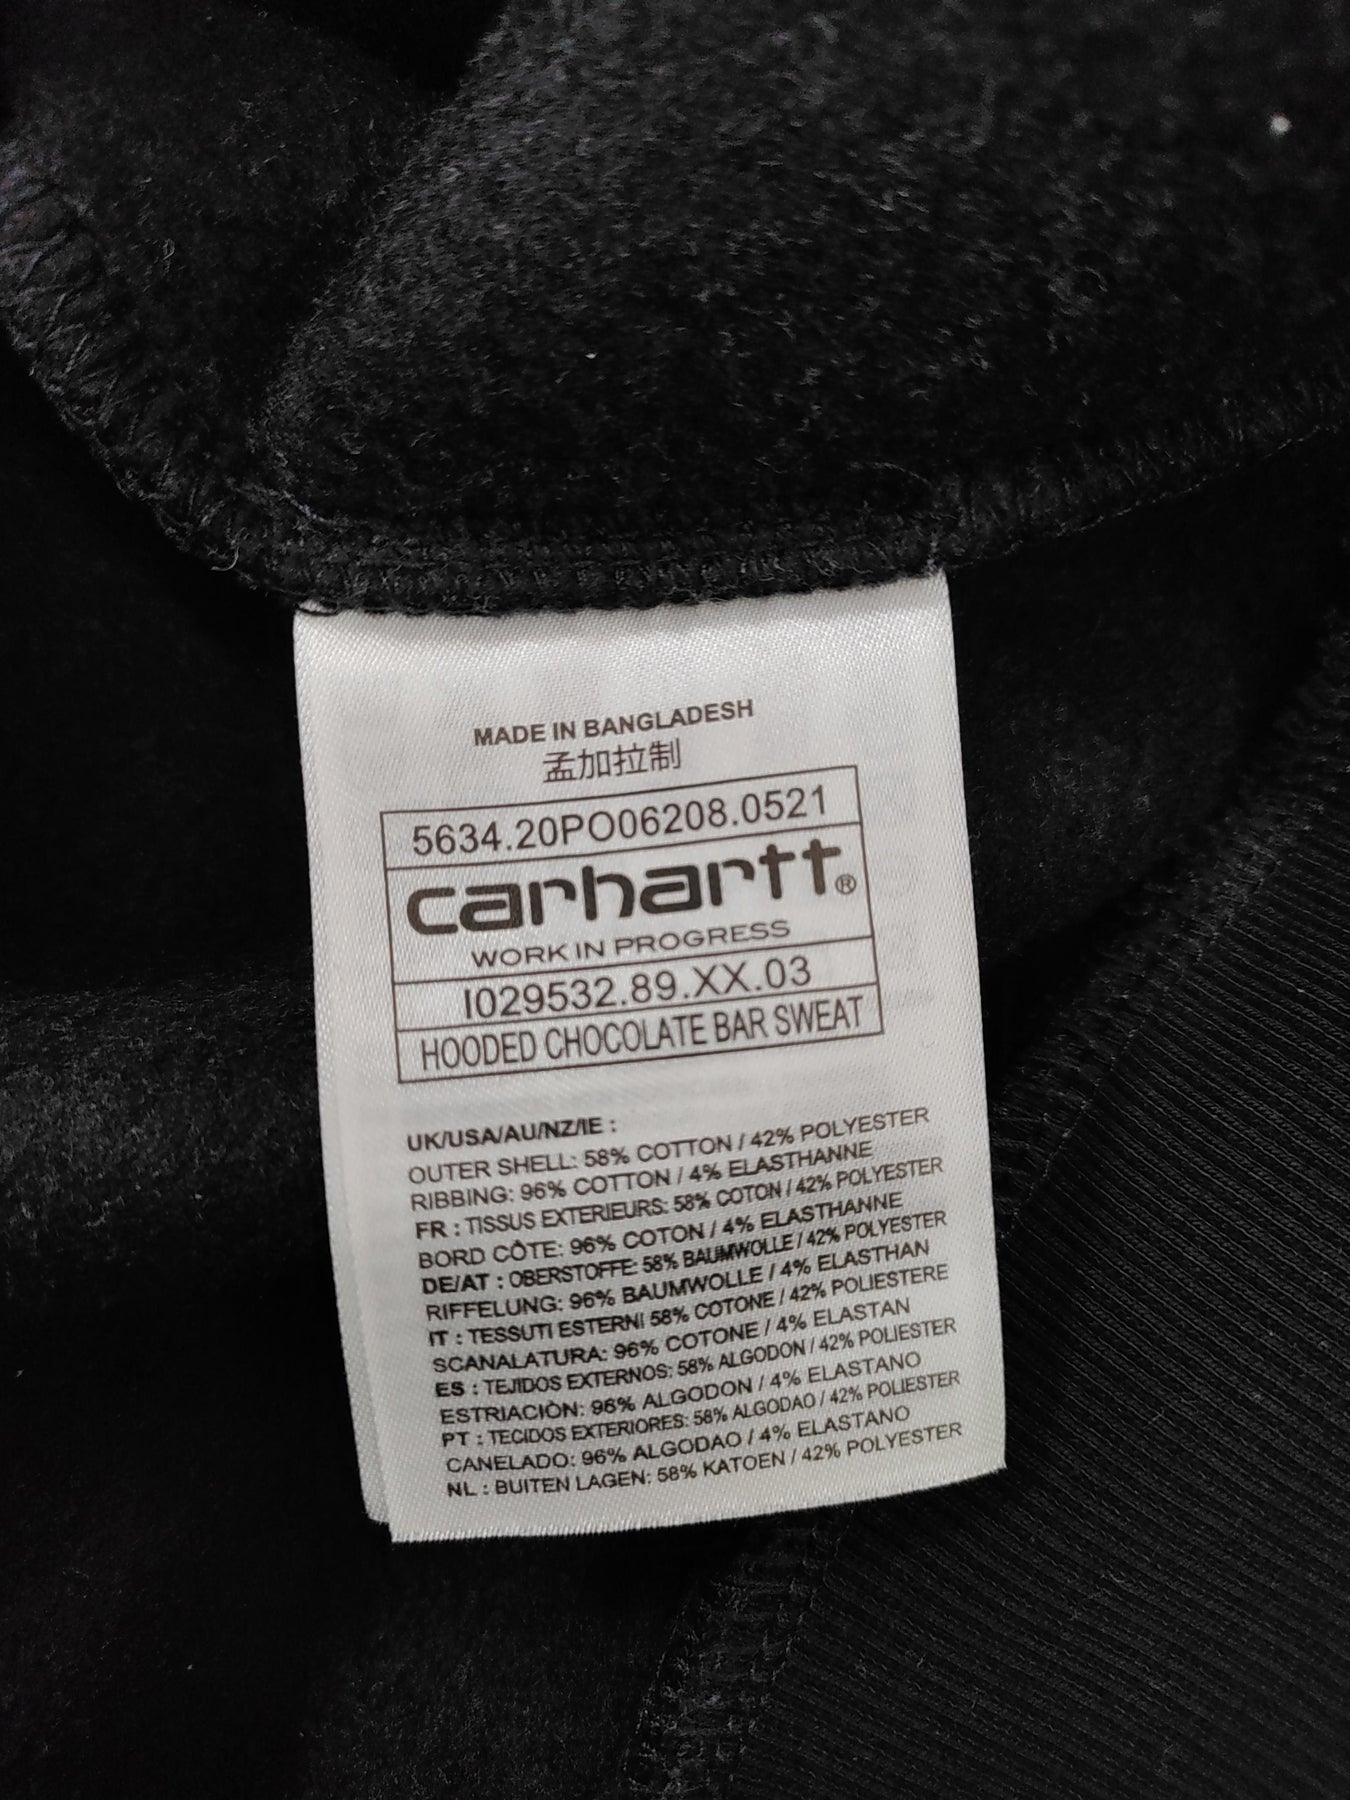 MADE IN BANGLADESH
孟加拉制
5634.20PO06208.0521
carhartt®
WORK IN PROGRESS
I029532.89.XX.03
HOODED CHOCOLATE BAR SWEAT
UK/USA/AU/NZ/IE :
OUTER SHELL: 58% COTTON / 42% POLYESTER
RIBBING: 96% COTTON / 4% ELASTHANNE
FR : TISSUS EXTERIEURS: 58% COTON / 42% POLYESTER
BORD CÔTE: 96% COTON / 4% ELASTHANNE
DE/AT : OBERSTOFFE: 58% BAUMWOLLE / 42% POLYESTER
RIFFELUNG: 96% BAUMWOLLE / 4% ELASTHAN
IT : TESSUTI ESTERNI 58% COTONE / 42% POLIESTERE
SCANALATURA: 96% COTONE / 4% ELASTAN
ES : TEJIDOS EXTERNOS: 58% ALGODON / 42% POLIESTER
ESTRIACIÓN: 96% ALGODON / 4% ELASTANO
PT : TECIDOS EXTERIORES: 58% ALGODAO / 42% POLIESTER
CANELADO: 96% ALGODAO / 4% ELASTANO
NL : BUITEN LAGEN: 58% KATOEN / 42% POLYESTER